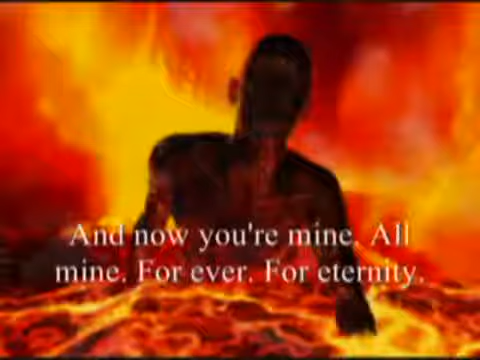 And now you're mine. All
mine. For ever. For eternity.